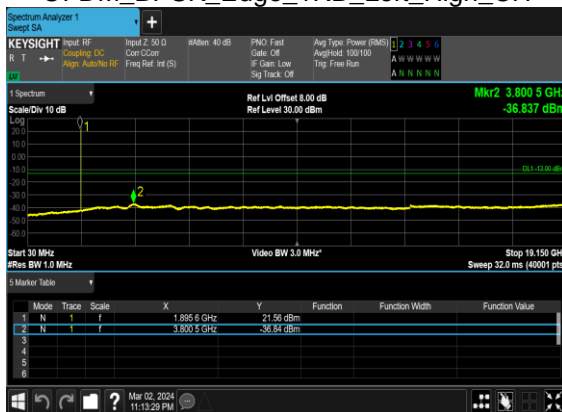 Spectrum Analyzer 1
Swept SA
+
KEYSIGHT
R T
LW
Input: RF
Coupling: DC
Align: Auto/No RF
Input Z: 50 Ω
Corr CCorr
Freq Ref: Int (S)
#Atten: 40 dB
PNO: Fast
Gate: Off
IF Gain: Low
Sig Track: Off
Avg Type: Power (RMS)
Avg|Hold: 100/100
Trig: Free Run
1 2 3 4 5 6
A W W W W W
A N N N N N
1 Spectrum
Scale/Div 10 dB
Ref Lvl Offset 8.00 dB
Ref Level 30.00 dBm
Mkr2 3.800 5 GHz
-36.837 dBm
Log
20.0
10.0
0.00
-10.0
-20.0
-30.0
-40.0
-50.0
-60.0
1
2
DL1 -13.00 dBm
Start 30 MHz
#Res BW 1.0 MHz
Video BW 3.0 MHz*
Stop 19.150 GHz
Sweep 32.0 ms (40001 pts)
5 Marker Table
Mode Trace Scale X Y Function Function Width Function Value
1 N 1 f 1.895 6 GHz 21.56 dBm
2 N 1 f 3.800 5 GHz -36.84 dBm
3
4
5
6
?
Mar 02, 2024
11:13:29 PM